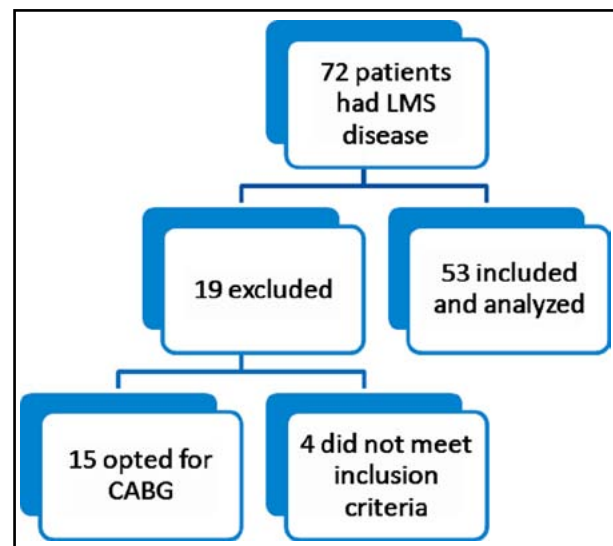 72 patients
had LMS
disease
19 excluded
53 included
and analyzed
15 opted for
CABG
4 did not meet
inclusion
criteria